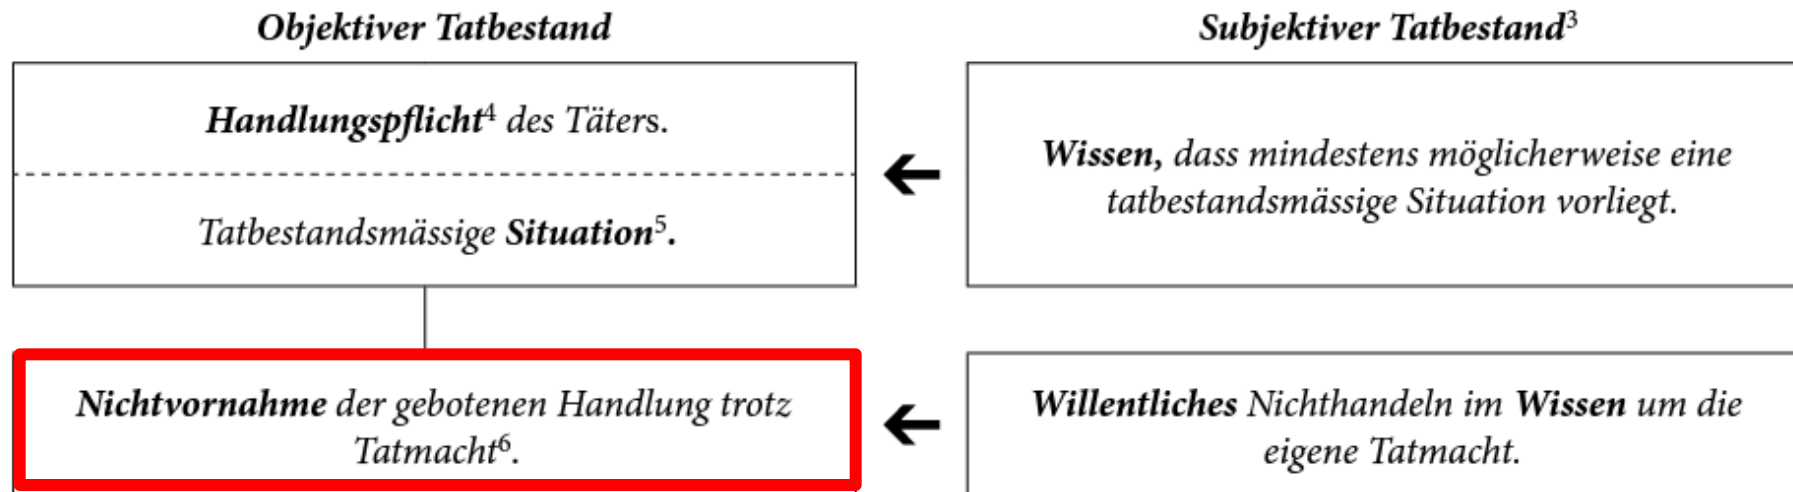 Objektiver Tatbestand
Handlungspflicht⁴ des Täters.
Tatbestandsmässige Situation⁵.
Nichtvornahme der gebotenen Handlung trotz
Tatmacht⁶.
Subjektiver Tatbestand³
Wissen, dass mindestens möglicherweise eine
tatbestandsmässige Situation vorliegt.
Willentliches Nichthandeln im Wissen um die
eigene Tatmacht.